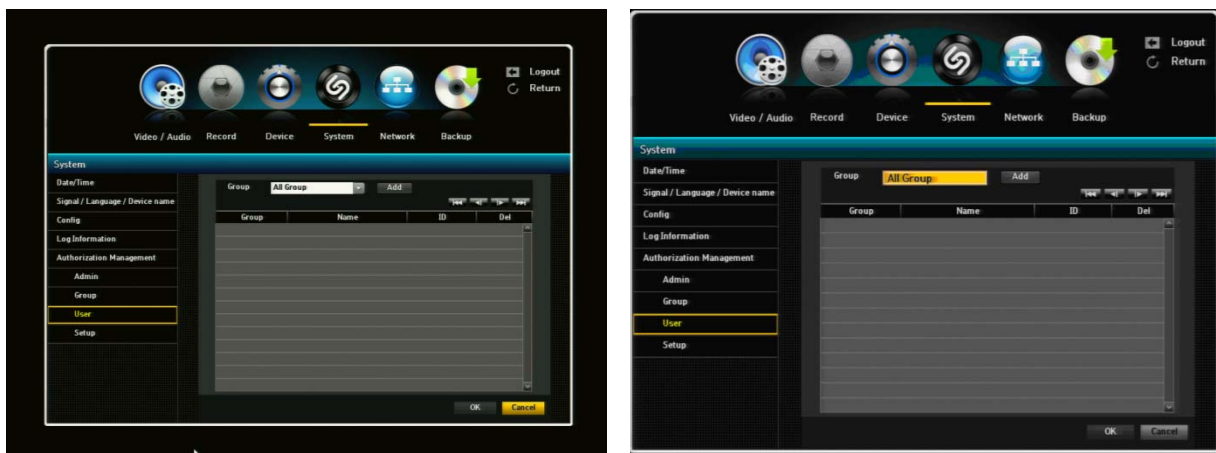 Logout
Return
Video / Audio Record Device System Network Backup
System
Date/Time
Signal / Language / Device name
Config
Log Information
Authorization Management
Admin
Group
User
Setup
Group All Group Add
Group Name ID Del
OK Cancel
Logout
Return
Video / Audio Record Device System Network Backup
System
Date/Time
Signal / Language / Device name
Config
Log Information
Authorization Management
Admin
Group
User
Setup
Group All Group Add
Group Name ID Del
OK Cancel